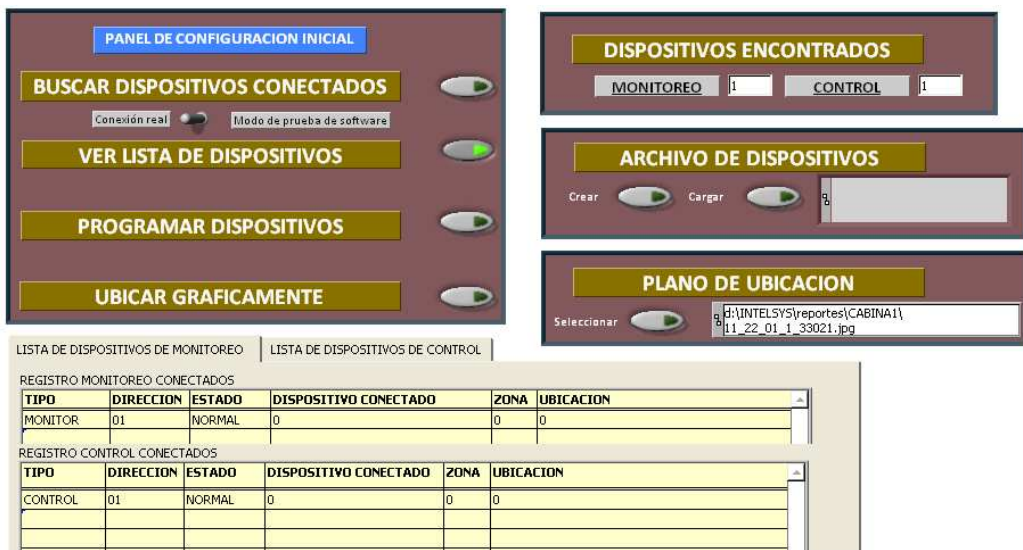 PANEL DE CONFIGURACION INICIAL
BUSCAR DISPOSITIVOS CONECTADOS
Conexión real
Modo de prueba de software
VER LISTA DE DISPOSITIVOS
PROGRAMAR DISPOSITIVOS
UBICAR GRAFICAMENTE
DISPOSITIVOS ENCONTRADOS
MONITOREO 1 CONTROL 1
ARCHIVO DE DISPOSITIVOS
Crear Cargar
PLANO DE UBICACION
Seleccionar
d:\INTELSYS\reportes\CABINA1\
11_22_01_1_33021.jpg
LISTA DE DISPOSITIVOS DE MONITOREO LISTA DE DISPOSITIVOS DE CONTROL
REGISTRO MONITOREO CONECTADOS
TIPO DIRECCION ESTADO DISPOSITIVO CONECTADO ZONA UBICACION
MONITOR 01 NORMAL 0 0 0
REGISTRO CONTROL CONECTADOS
TIPO DIRECCION ESTADO DISPOSITIVO CONECTADO ZONA UBICACION
CONTROL 01 NORMAL 0 0 0